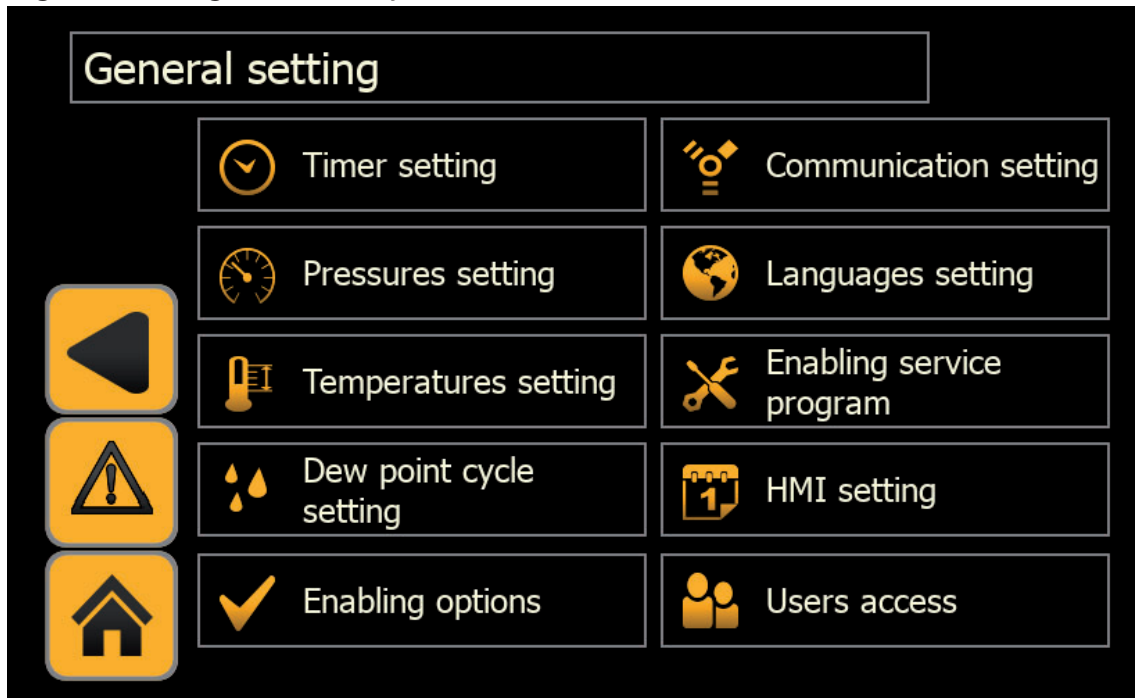 General setting
Timer setting
Communication setting
Pressures setting
Languages setting
Temperatures setting
Enabling service
program
Dew point cycle
setting
1
HMI setting
Enabling options
Users access